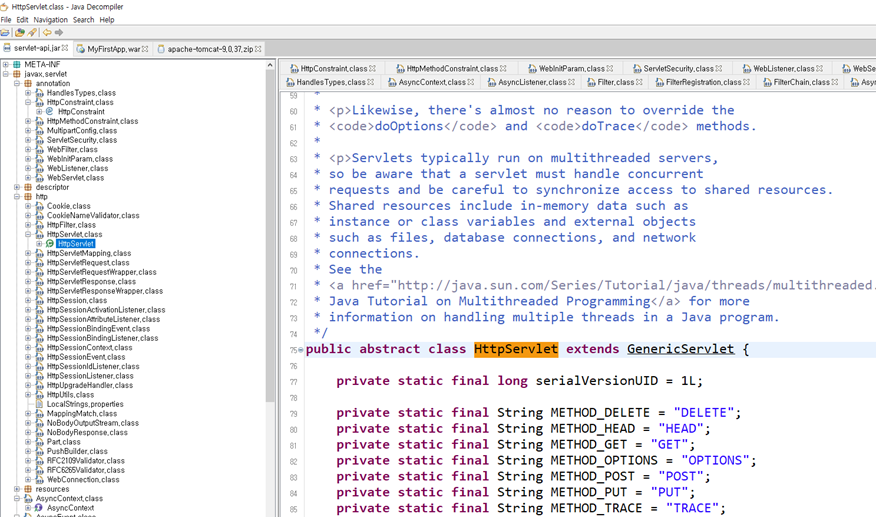 HttpServlet.class - Java Decompiler
File Edit Navigation Search Help
servlet-api.jar MyFirstApp.war apache-tomcat-9.0.37.zip
META-INF
javax.servlet
annotation
HandlesTypes.class
HttpConstraint.class
HttpConstraint
HttpMethodConstraint.class
MultipartConfig.class
ServletSecurity.class
WebFilter.class
WebInitParam.class
WebListener.class
WebServlet.class
descriptor
http
Cookie.class
CookieNameValidator.class
HttpFilter.class
HttpServlet.class
HttpServlet
HttpServletMapping.class
HttpServletRequest.class
HttpServletRequestWrapper.class
HttpServletResponse.class
HttpServletResponseWrapper.class
HttpSession.class
HttpSessionActivationListener.class
HttpSessionAttributeListener.class
HttpSessionBindingEvent.class
HttpSessionBindingListener.class
HttpSessionContext.class
HttpSessionEvent.class
HttpSessionIdListener.class
HttpSessionListener.class
HttpUpgradeHandler.class
HttpUtils.class
LocalStrings.properties
MappingMatch.class
NoBodyOutputStream.class
NoBodyResponse.class
Part.class
PushBuilder.class
RFC2109Validator.class
RFC6265Validator.class
WebConnection.class
resources
AsyncContext.class
AsyncContext
AsyncEvent.class
HttpConstraint.class HttpMethodConstraint.class WebInitParam.class ServletSecurity.class WebListener.class WebSe
HandlesTypes.class AsyncContext.class AsyncListener.class Filter.class FilterRegistration.class FilterChain.class Asy
59 *
60 * <p>Likewise, there's almost no reason to override the
61 * <code>doOptions</code> and <code>doTrace</code> methods.
62 *
63 * <p>Servlets typically run on multithreaded servers,
64 * so be aware that a servlet must handle concurrent
65 * requests and be careful to synchronize access to shared resources.
66 * Shared resources include in-memory data such as
67 * instance or class variables and external objects
68 * such as files, database connections, and network
69 * connections.
70 * See the
71 * <a href="http://java.sun.com/Series/Tutorial/java/threads/multithreaded.
72 * Java Tutorial on Multithreaded Programming</a> for more
73 * information on handling multiple threads in a Java program.
74 */
75 public abstract class HttpServlet extends GenericServlet {
76
77 private static final long serialVersionUID = 1L;
78
79 private static final String METHOD_DELETE = "DELETE";
80 private static final String METHOD_HEAD = "HEAD";
81 private static final String METHOD_GET = "GET";
82 private static final String METHOD_OPTIONS = "OPTIONS";
83 private static final String METHOD_POST = "POST";
84 private static final String METHOD_PUT = "PUT";
85 private static final String METHOD_TRACE = "TRACE";